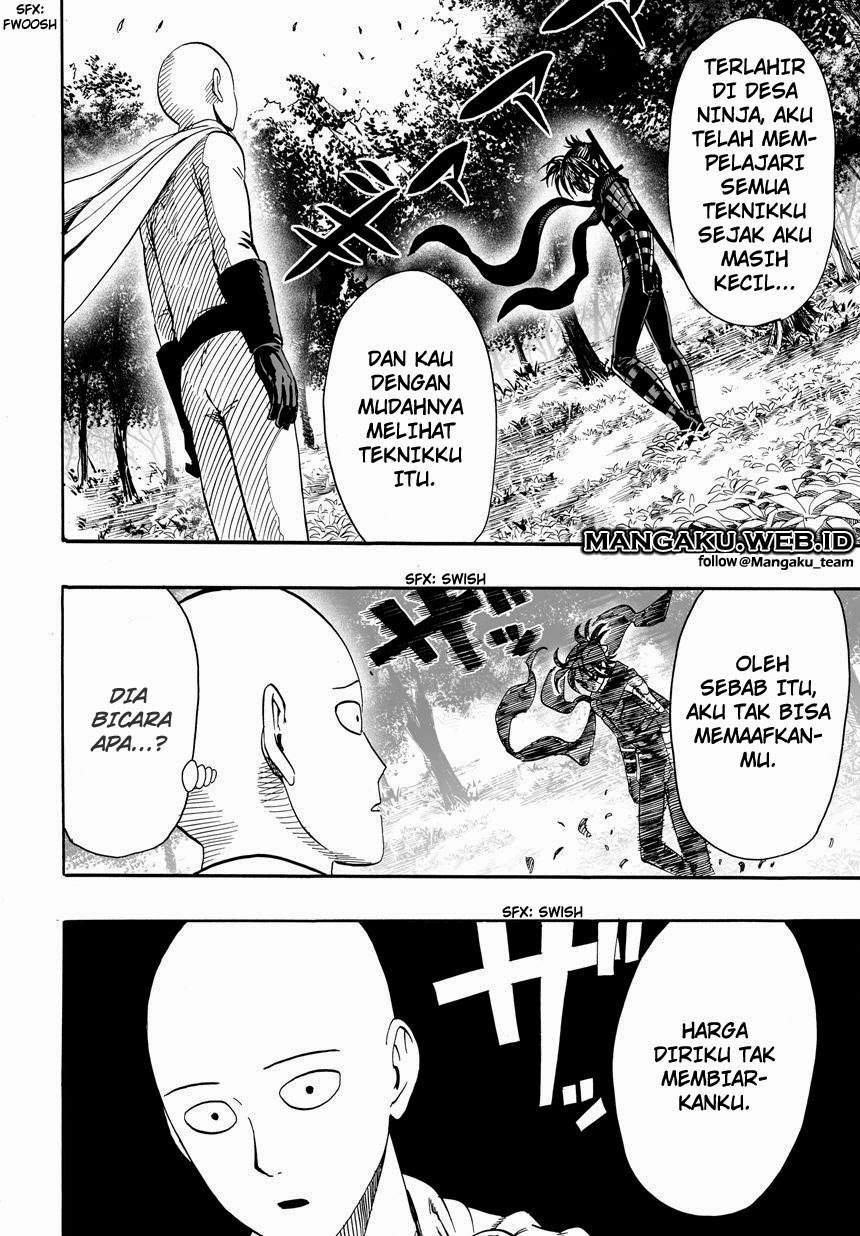 SFX:
FWOOSH
TERLAHIR
DI DESA
NINJA, AKU
TELAH MEM-
PELAJARI
SEMUA
TEKNIKKU
SEJAK AKU
MASIH
KECIL...
DAN KAU
DENGAN
MUDAHNYA
MELIHAT
TEKNIKKU
ITU.
MANGAKU.WEB.ID
follow @Mangaku_team
SFX: SWISH
OLEH
SEBAB ITU,
AKU TAK BISA
MEMAAFKAN-
MU.
DIA
BICARA
APA...?
SFX: SWISH
HARGA
DIRIKU TAK
MEMBIAR-
KANKU.